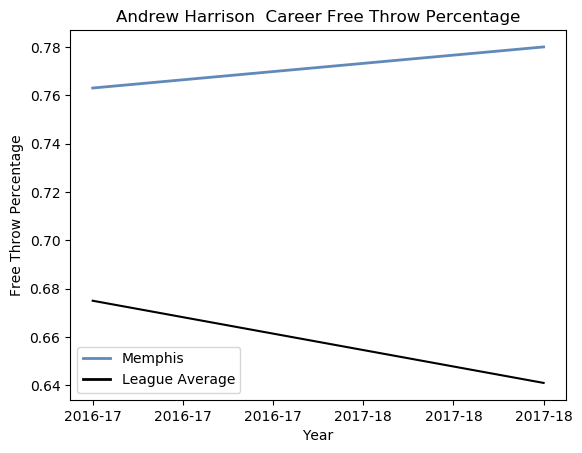 Andrew Harrison  Career Free Throw Percentage
0.78
0.76
0.74
0.72
0.70
0.68
0.66
0.64
Free Throw Percentage
Memphis
League Average
2016-17 2016-17 2016-17 2017-18 2017-18 2017-18
Year